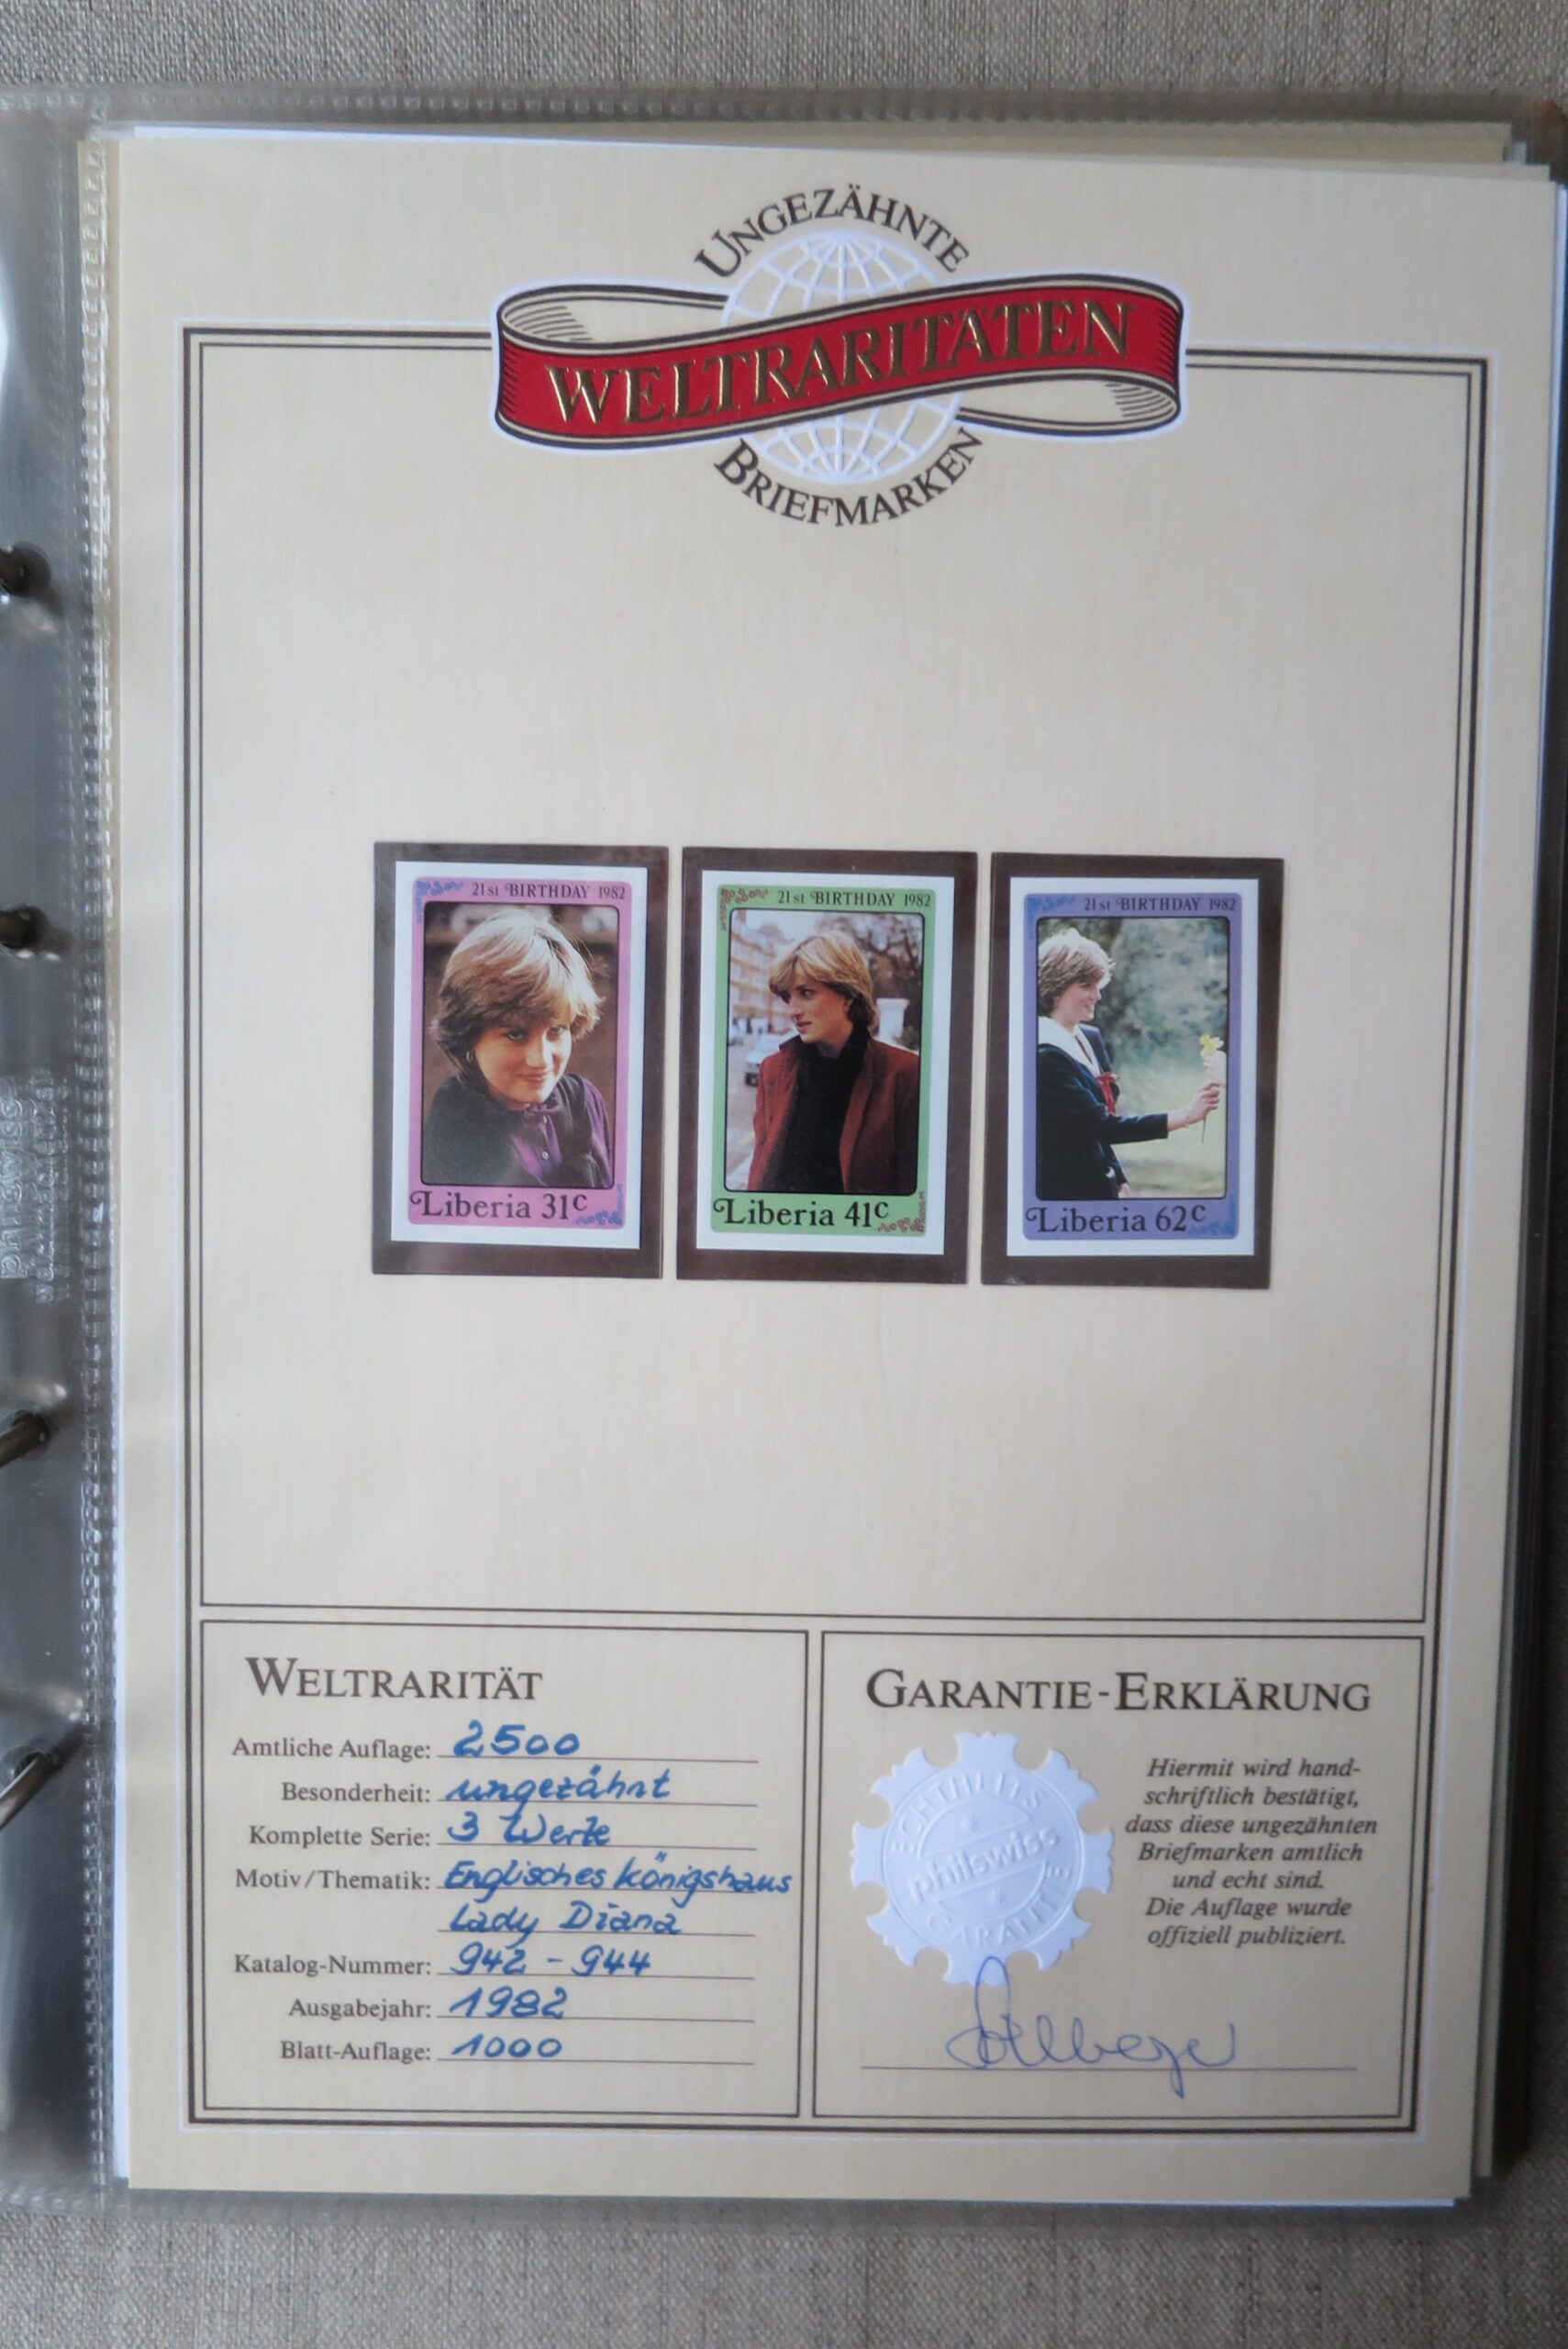 UNGEZÄHNTE
WELTRARITÄTEN
BRIEFMARKEN
21st BIRTHDAY 1982
Liberia 31c
21st BIRTHDAY 1982
Liberia 41c
21st BIRTHDAY 1982
Liberia 62c
WELTRARITÄT
Amtliche Auflage: 2500
Besonderheit: ungezähnt
Komplette Serie: 3 Werte
Motiv/Thematik: Englisches Königshaus
Lady Diana
Katalog-Nummer: 942 - 944
Ausgabejahr: 1982
Blatt-Auflage: 1000
GARANTIE-ERKLÄRUNG
ECHTHEITS
philswiss
GARANTIE
Hiermit wird hand-
schriftlich bestätigt,
dass diese ungezähnten
Briefmarken amtlich
und echt sind.
Die Auflage wurde
offiziell publiziert.
philswiss